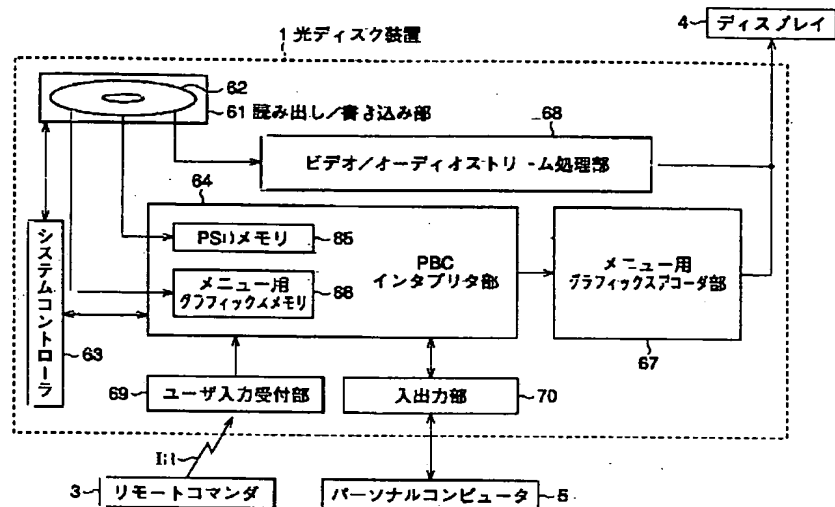 4 ディスプレイ
1 光ディスク装置
62
61 読み出し/書き込み部
68
ビデオ/オーディオストリーム処理部
64
PSDメモリ
65
PBC
インタプリタ部
メニュー用
グラフィックスメモリ
66
メニュー用
グラフィックスデコーダ部
67
システムコントローラ
63
69
ユーザ入力受付部
入出力部
70
IR
3
リモートコマンダ
パーソナルコンピュータ
5